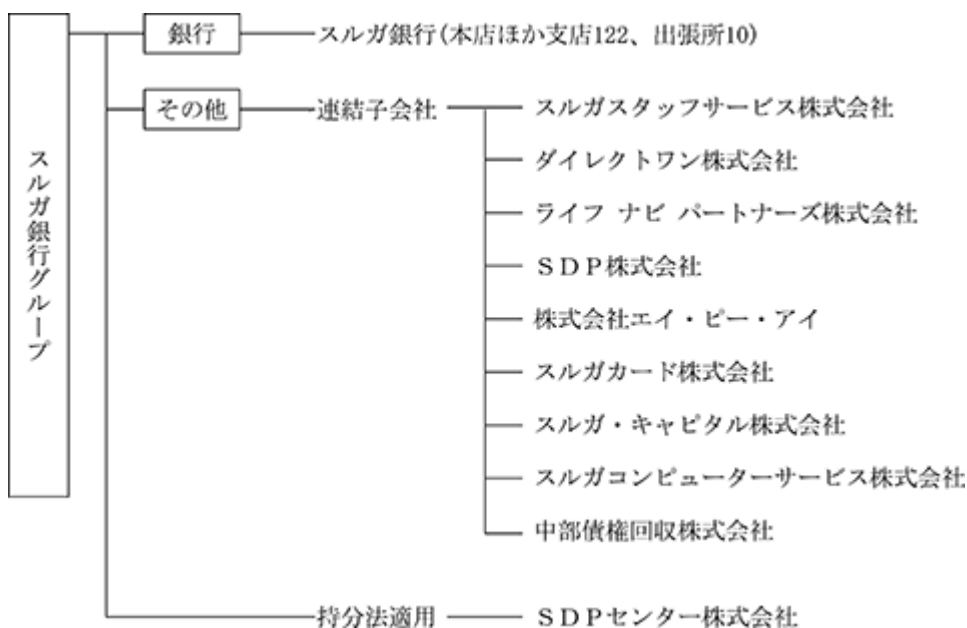 スルガ銀行グループ
銀行
スルガ銀行(本店ほか支店122、出張所10)
その他
連結子会社
スルガスタッフサービス株式会社
ダイレクトワン株式会社
ライフ ナビ パートナーズ株式会社
ＳＤＰ株式会社
株式会社エイ・ピー・アイ
スルガカード株式会社
スルガ・キャピタル株式会社
スルガコンピューターサービス株式会社
中部債権回収株式会社
持分法適用
ＳＤＰセンター株式会社